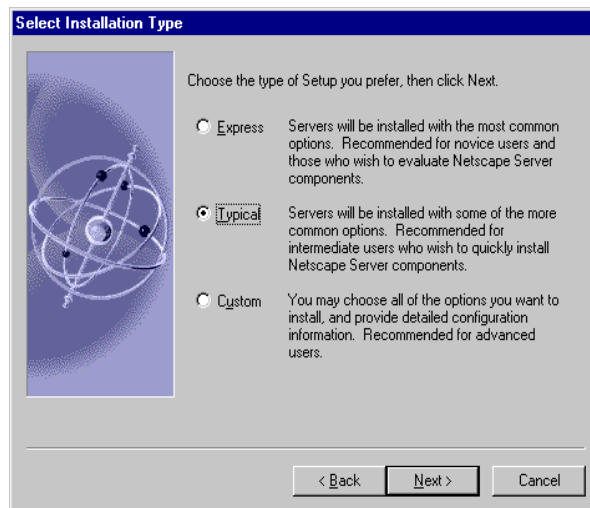 Select Installation Type
Choose the type of Setup you prefer, then click Next.
Express
Servers will be installed with the most common
options. Recommended for novice users and
those who wish to evaluate Netscape Server
components.
Typical
Servers will be installed with some of the more
common options. Recommended for
intermediate users who wish to quickly install
Netscape Server components.
Custom
You may choose all of the options you want to
install, and provide detailed configuration
information. Recommended for advanced
users.
< Back Next > Cancel